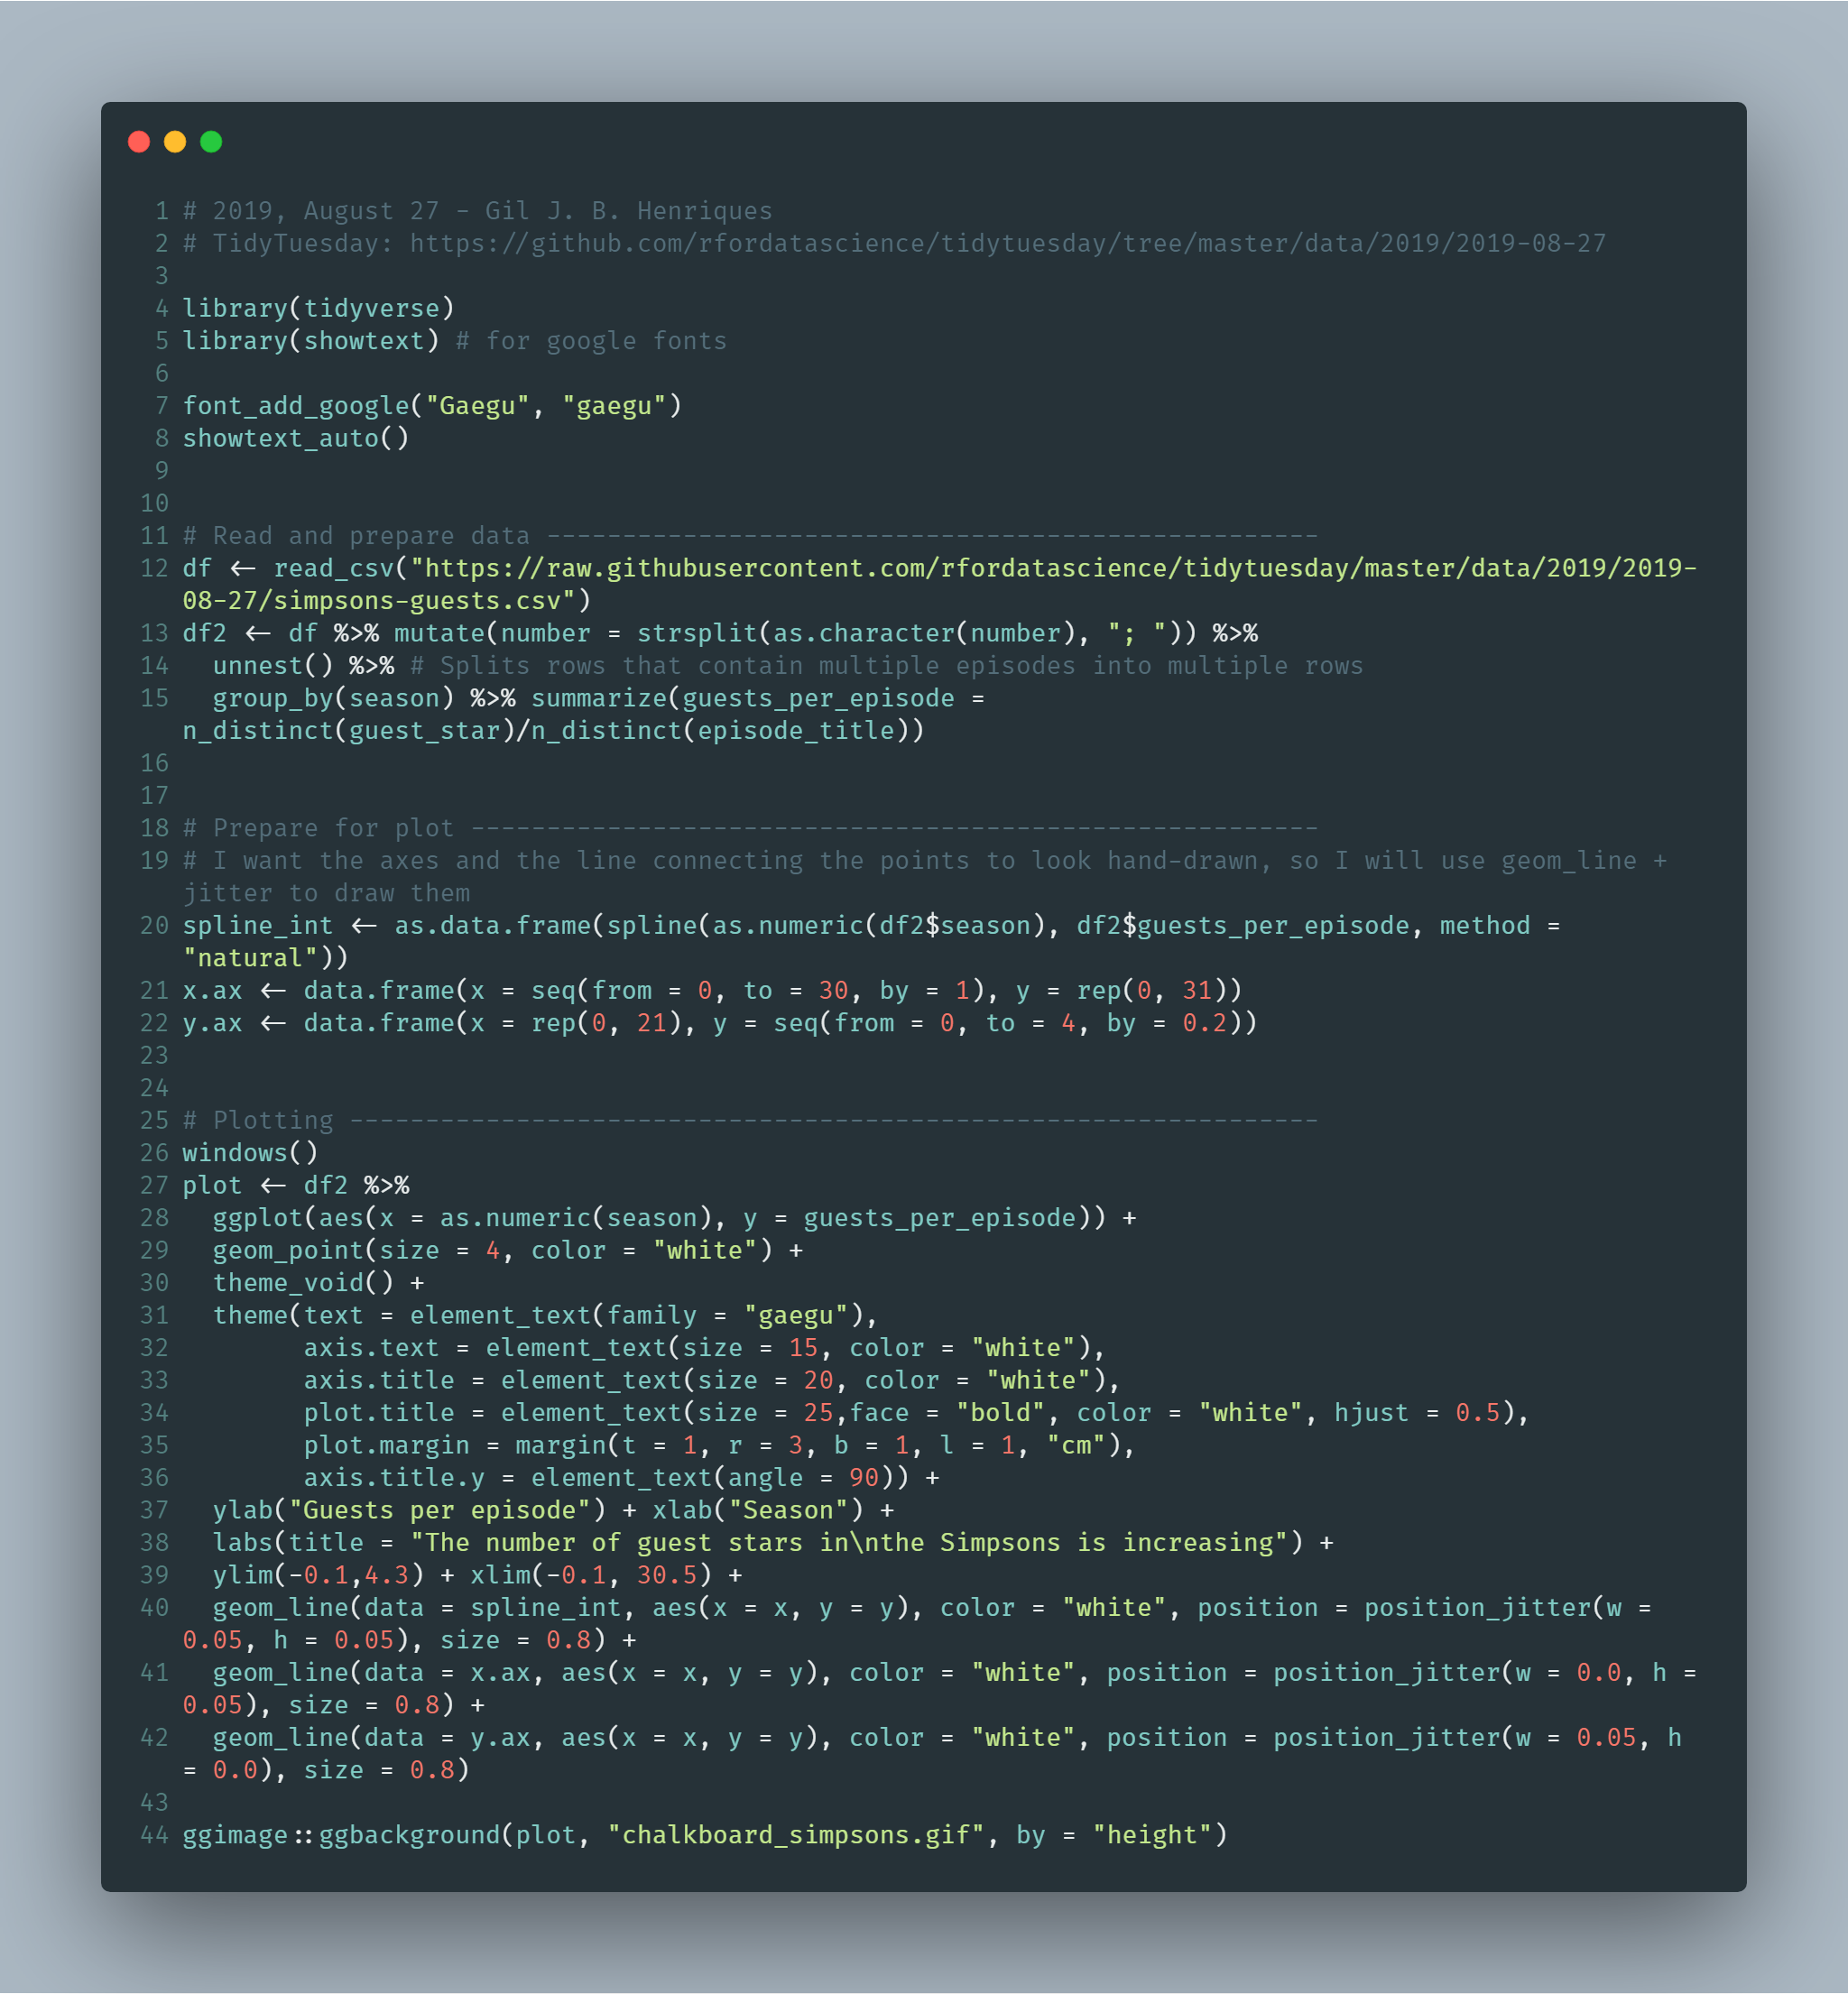 1 # 2019, August 27 - Gil J. B. Henriques
2 # TidyTuesday: https://github.com/rfordatascience/tidytuesday/tree/master/data/2019/2019-08-27
3
4 library(tidyverse)
5 library(showtext) # for google fonts
6
7 font_add_google("Gaegu", "gaegu")
8 showtext_auto()
9
10
11 # Read and prepare data ---------------------------------------------------
12 df <- read_csv("https://raw.githubusercontent.com/rfordatascience/tidytuesday/master/data/2019/2019-
08-27/simpsons-guests.csv")
13 df2 <- df %>% mutate(number = strsplit(as.character(number), "; ")) %>%
14   unnest() %>% # Splits rows that contain multiple episodes into multiple rows
15   group_by(season) %>% summarize(guests_per_episode =
n_distinct(guest_star)/n_distinct(episode_title))
16
17
18 # Prepare for plot --------------------------------------------------------
19 # I want the axes and the line connecting the points to look hand-drawn, so I will use geom_line +
jitter to draw them
20 spline_int <- as.data.frame(spline(as.numeric(df2$season), df2$guests_per_episode, method =
"natural"))
21 x.ax <- data.frame(x = seq(from = 0, to = 30, by = 1), y = rep(0, 31))
22 y.ax <- data.frame(x = rep(0, 21), y = seq(from = 0, to = 4, by = 0.2))
23
24
25 # Plotting ----------------------------------------------------------------
26 windows()
27 plot <- df2 %>%
28   ggplot(aes(x = as.numeric(season), y = guests_per_episode)) +
29   geom_point(size = 4, color = "white") +
30   theme_void() +
31   theme(text = element_text(family = "gaegu"),
32         axis.text = element_text(size = 15, color = "white"),
33         axis.title = element_text(size = 20, color = "white"),
34         plot.title = element_text(size = 25,face = "bold", color = "white", hjust = 0.5),
35         plot.margin = margin(t = 1, r = 3, b = 1, l = 1, "cm"),
36         axis.title.y = element_text(angle = 90)) +
37   ylab("Guests per episode") + xlab("Season") +
38   labs(title = "The number of guest stars in\nthe Simpsons is increasing") +
39   ylim(-0.1,4.3) + xlim(-0.1, 30.5) +
40   geom_line(data = spline_int, aes(x = x, y = y), color = "white", position = position_jitter(w =
0.05, h = 0.05), size = 0.8) +
41   geom_line(data = x.ax, aes(x = x, y = y), color = "white", position = position_jitter(w = 0.0, h =
0.05), size = 0.8) +
42   geom_line(data = y.ax, aes(x = x, y = y), color = "white", position = position_jitter(w = 0.05, h
= 0.0), size = 0.8)
43
44 ggimage::ggbackground(plot, "chalkboard_simpsons.gif", by = "height")